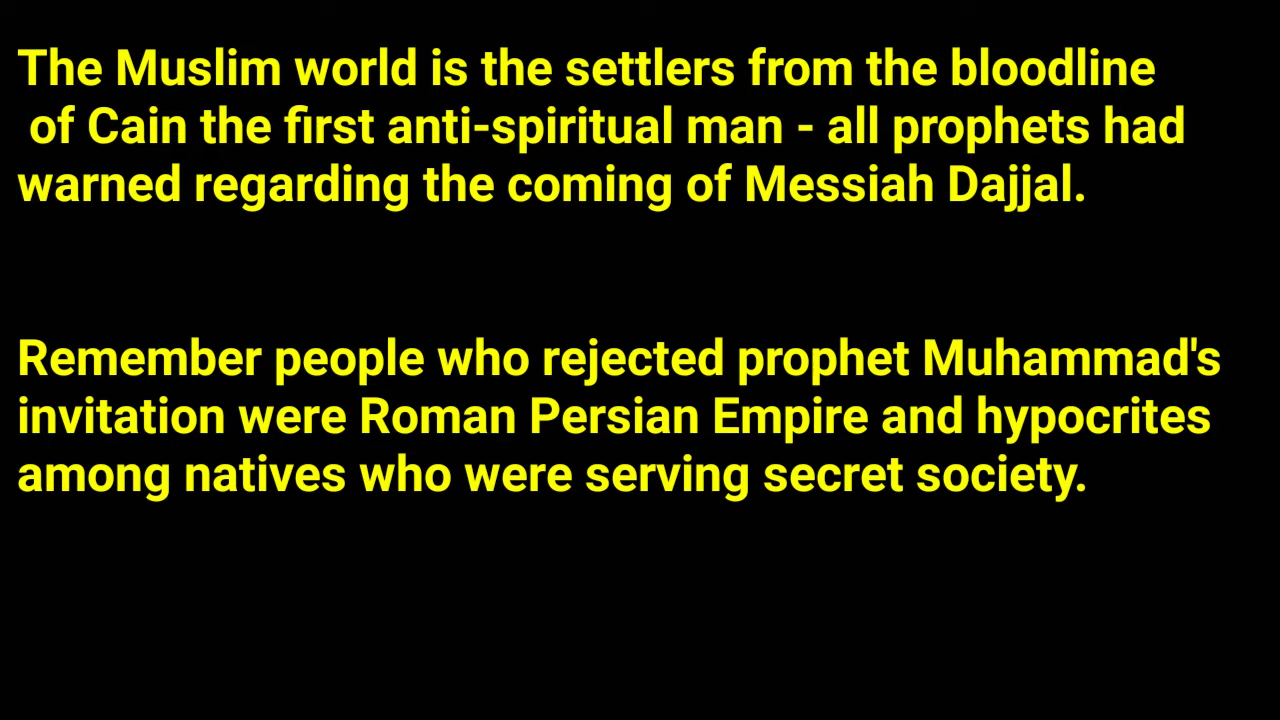 The Muslim world is the settlers from the bloodline
of Cain the first anti-spiritual man - all prophets had
warned regarding the coming of Messiah Dajjal.
Remember people who rejected prophet Muhammad's
invitation were Roman Persian Empire and hypocrites
among natives who were serving secret society.